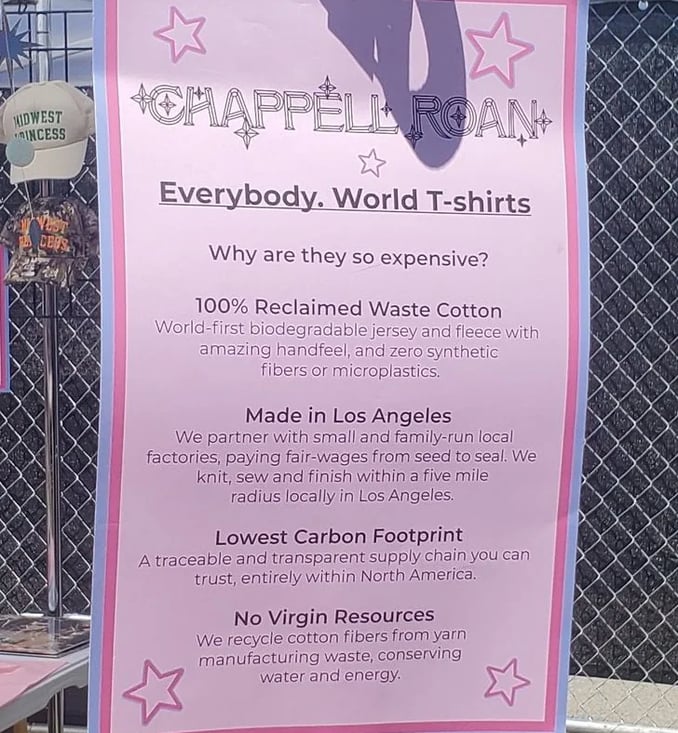 MIDWEST
PRINCESS
CHAPPELL ROAN
Everybody. World T-shirts
Why are they so expensive?
100% Reclaimed Waste Cotton
World-first biodegradable jersey and fleece with
amazing handfeel, and zero synthetic
fibers or microplastics.
Made in Los Angeles
We partner with small and family-run local
factories, paying fair-wages from seed to seal. We
knit, sew and finish within a five mile
radius locally in Los Angeles.
Lowest Carbon Footprint
A traceable and transparent supply chain you can
trust, entirely within North America.
No Virgin Resources
We recycle cotton fibers from yarn
manufacturing waste, conserving
water and energy.